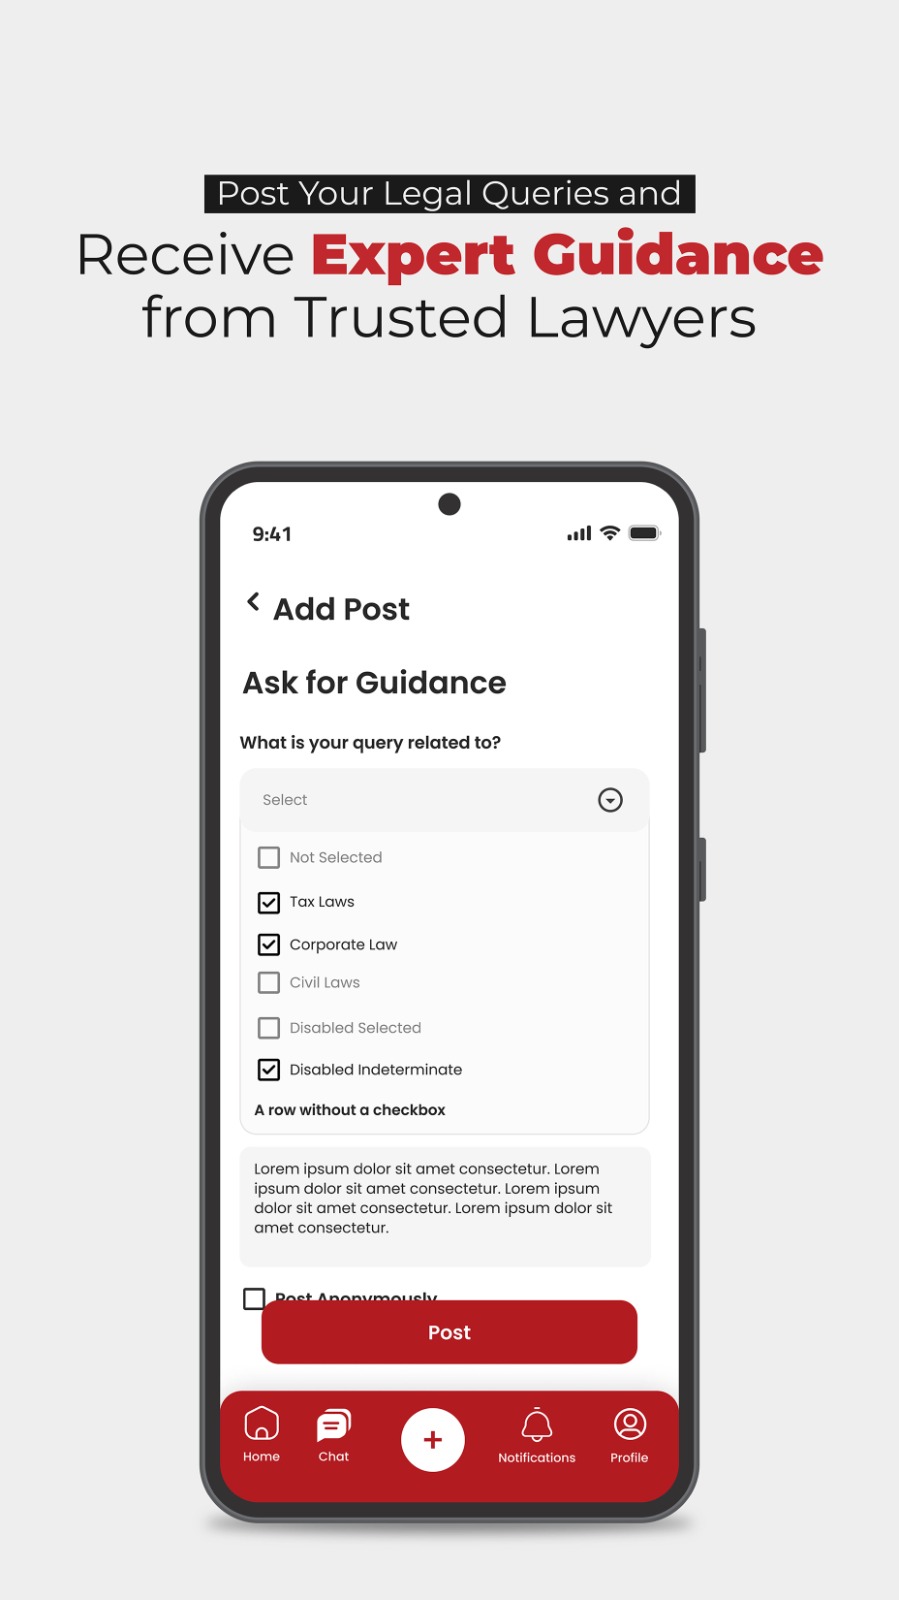 Post Your Legal Queries and
Receive Expert Guidance
from Trusted Lawyers
9:41
Add Post
Ask for Guidance
What is your query related to?
Select
Not Selected
Tax Laws
Corporate Law
Civil Laws
Disabled Selected
Disabled Indeterminate
A row without a checkbox
Lorem ipsum dolor sit amet consectetur. Lorem
ipsum dolor sit amet consectetur. Lorem ipsum
dolor sit amet consectetur. Lorem ipsum dolor sit
amet consectetur.
Post Anonymously
Post
Home
Chat
Notifications
Profile